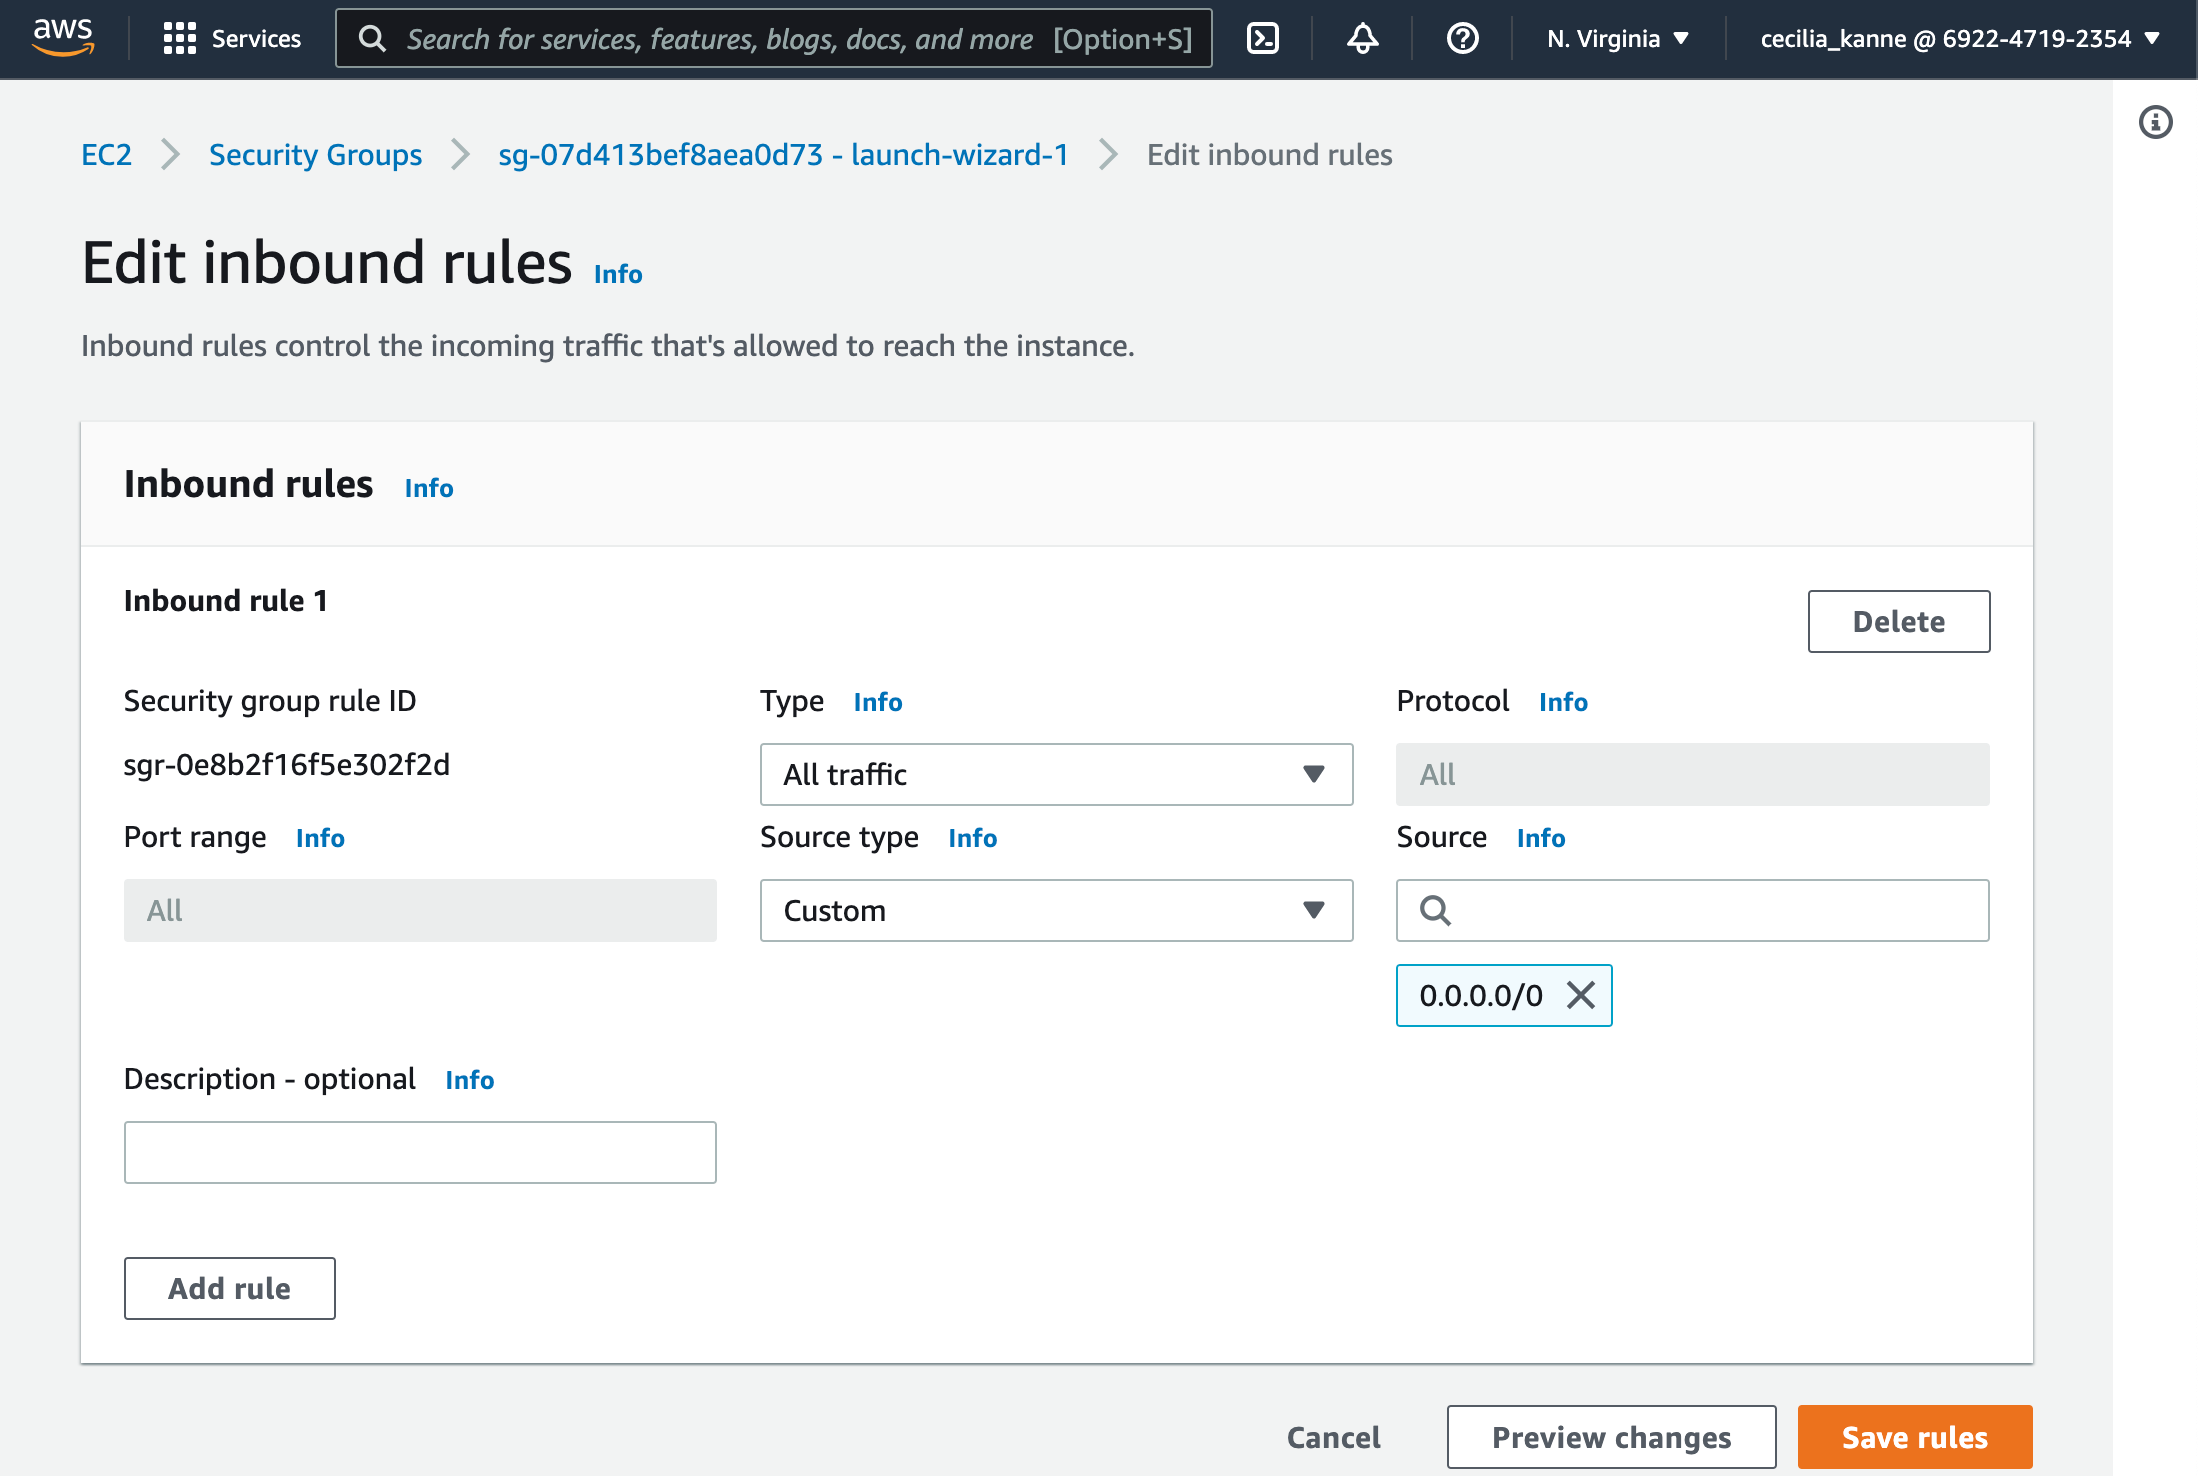 aws Services Search for services, features, blogs, docs, and more [Option+S] N. Virginia cecilia_kanne @ 6922-4719-2354
EC2 Security Groups sg-07d413bef8aea0d73 - launch-wizard-1 Edit inbound rules
Edit inbound rules Info
Inbound rules control the incoming traffic that's allowed to reach the instance.
Inbound rules Info
Inbound rule 1
Delete
Security group rule ID Type Info Protocol Info
sgr-0e8b2f16f5e302f2d All traffic All
Port range Info Source type Info Source Info
All Custom
0.0.0.0/0
Description - optional Info
Add rule
Cancel Preview changes Save rules